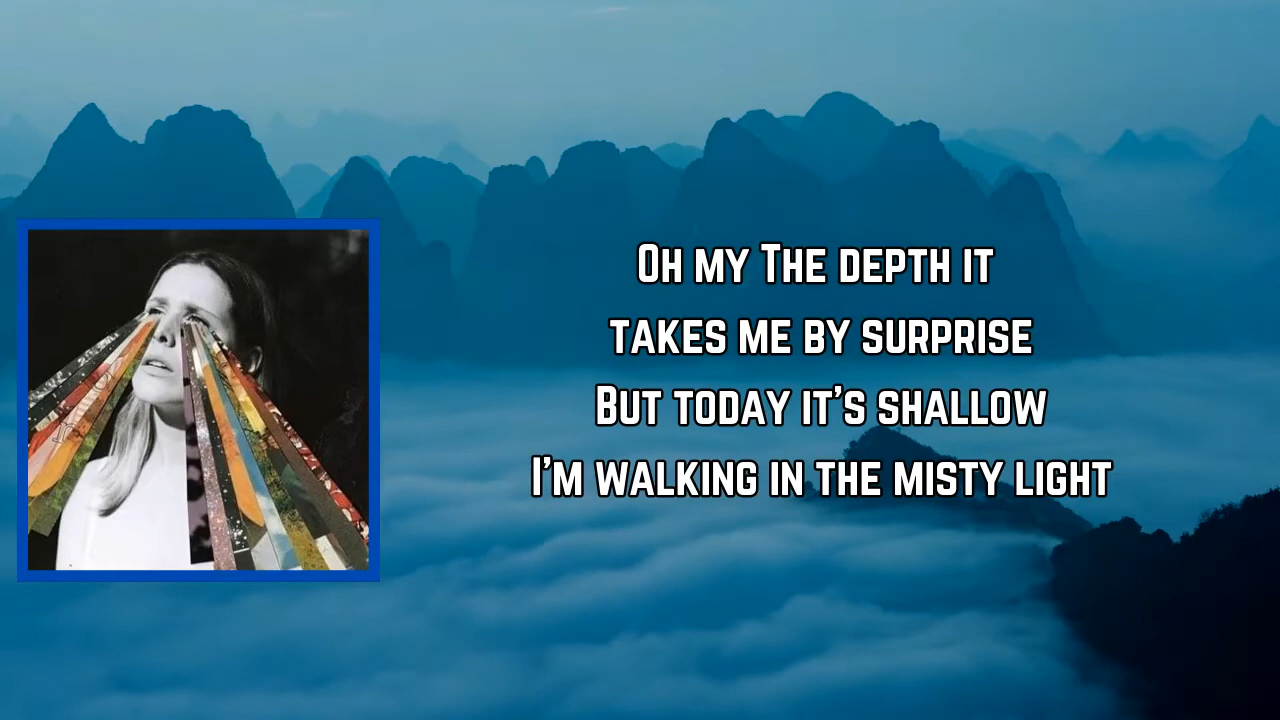 Oh my The depth it
takes me by surprise
But today it's shallow
I'm walking in the misty light